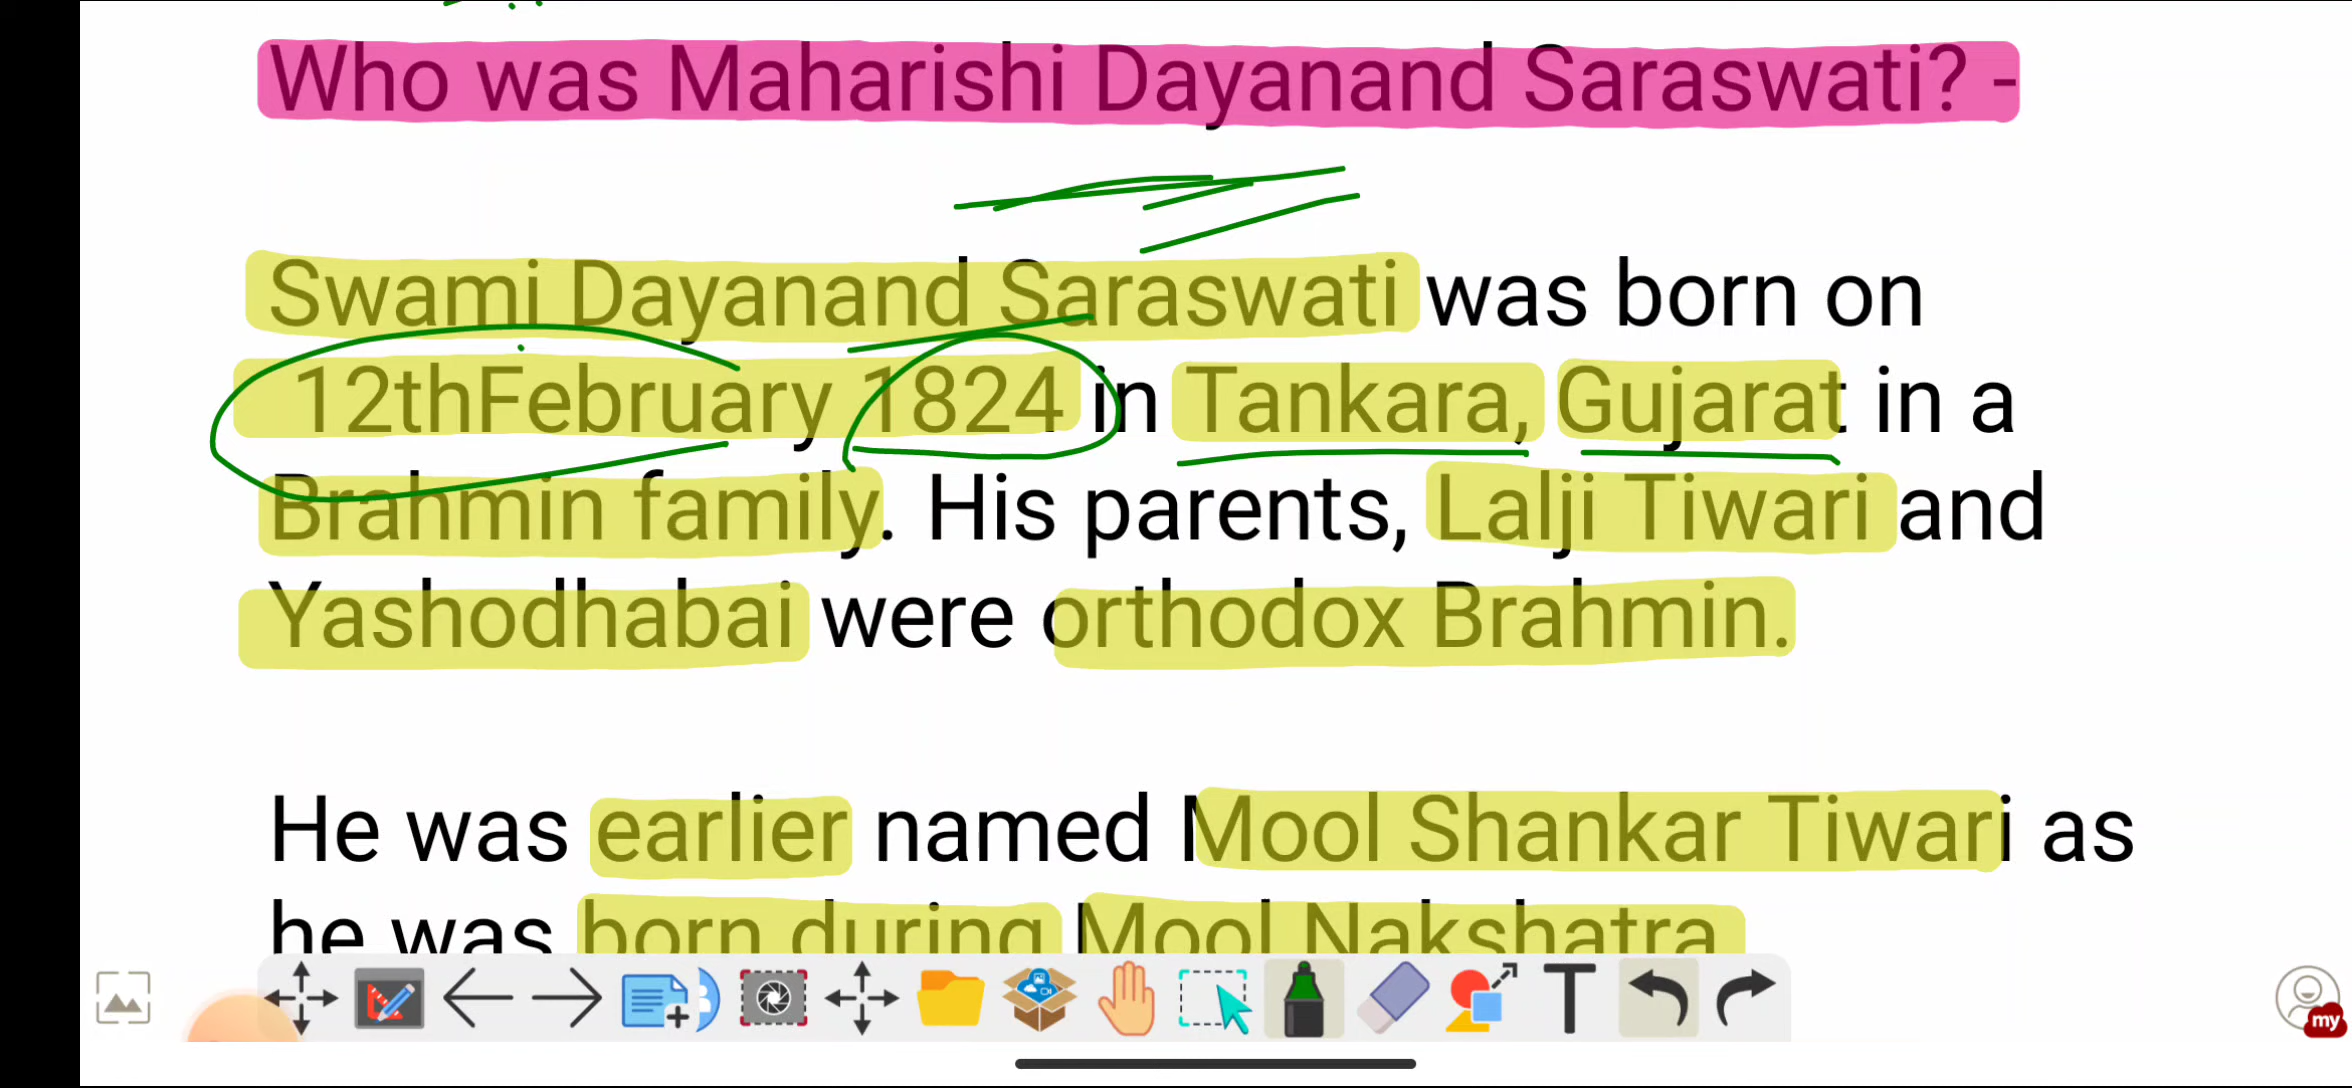 Who was Maharishi Dayanand Saraswati? -
Swami Dayanand Saraswati was born on
12thFebruary 1824 in Tankara, Gujarat in a
Brahmin family. His parents, Lalji Tiwari and
Yashodhabai were orthodox Brahmin.
He was earlier named Mool Shankar Tiwari as
he was born during Mool Nakshatra
T
my